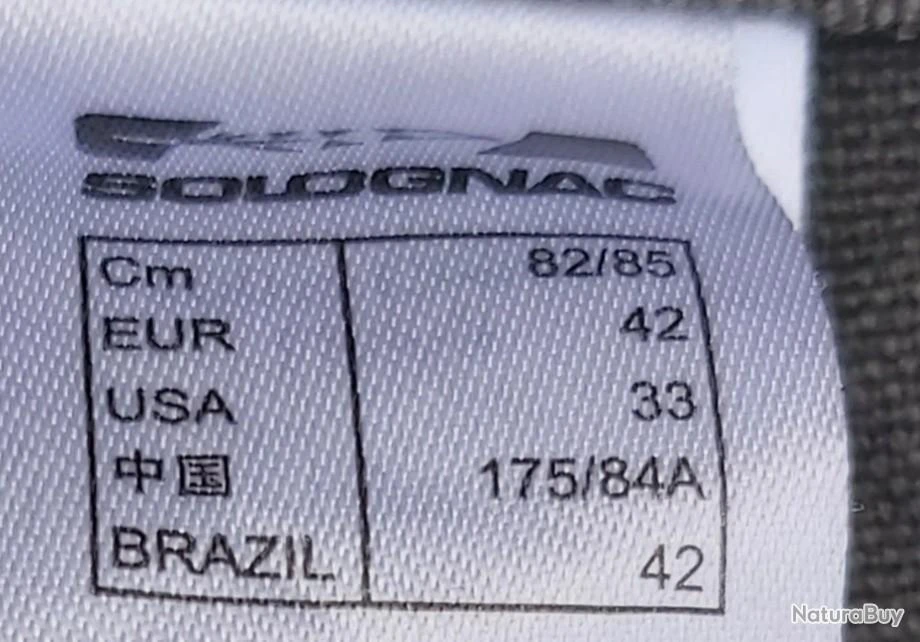 SOLOGNAC
Cm 82/85
EUR 42
USA 33
中国 175/84A
BRAZIL 42
NaturaBuy